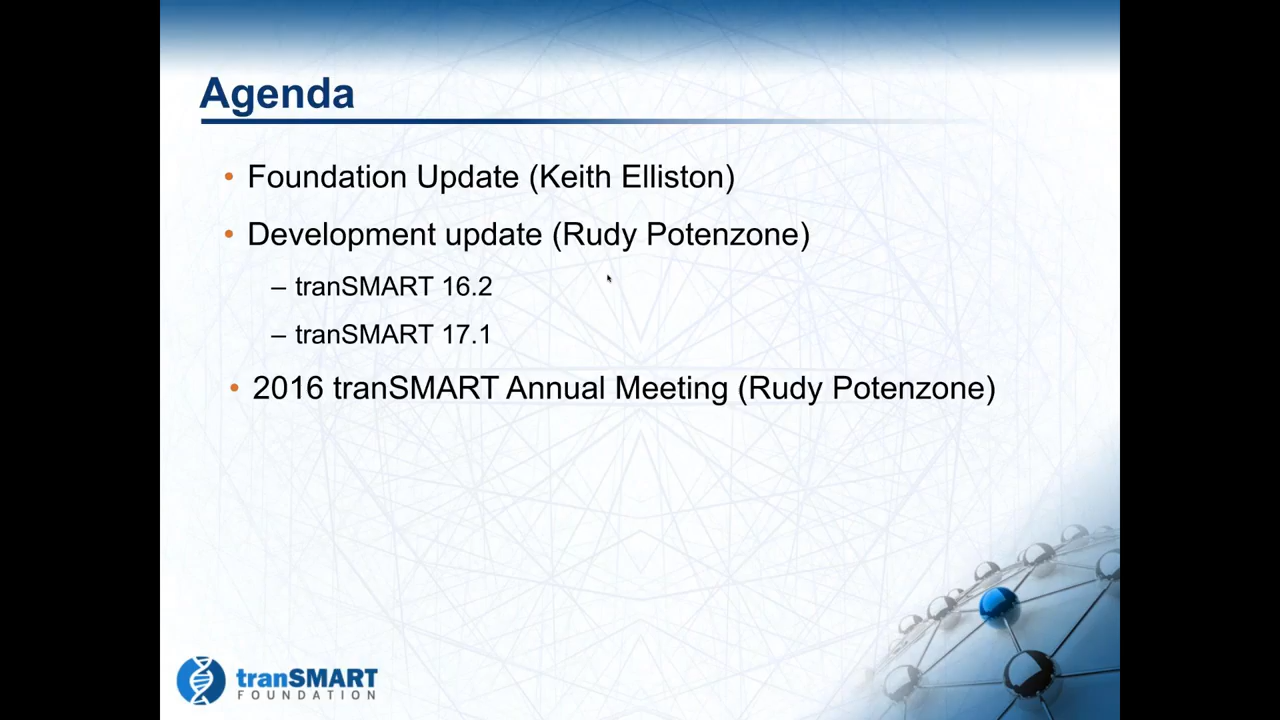 Agenda
• Foundation Update (Keith Elliston)
• Development update (Rudy Potenzone)
– tranSMART 16.2
– tranSMART 17.1
• 2016 tranSMART Annual Meeting (Rudy Potenzone)
tranSMART
FOUNDATION